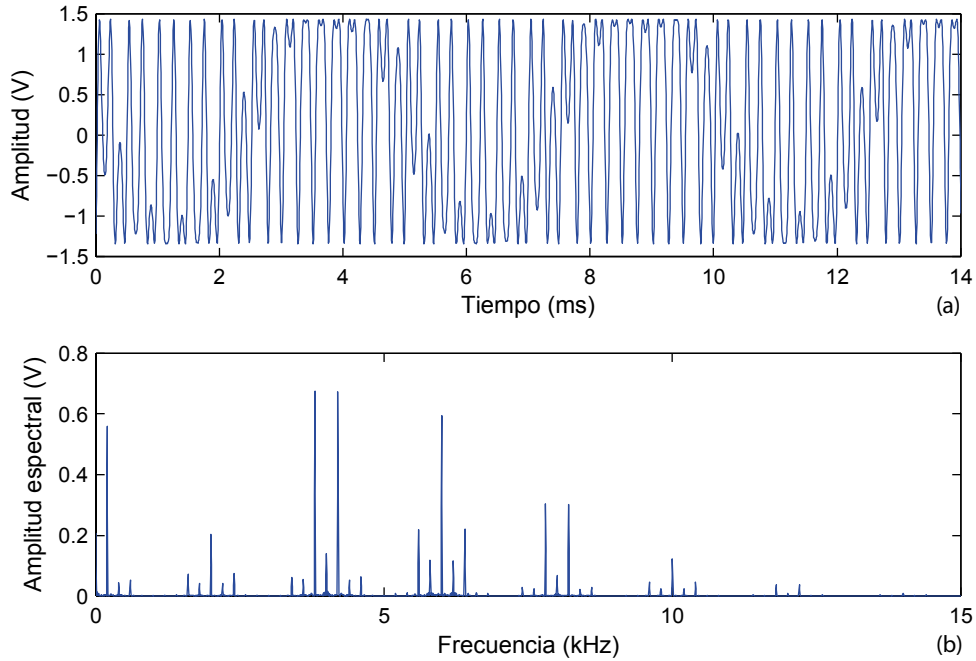 Amplitud (V)
1.5
1
0.5
0
−0.5
−1
−1.5
0 2 4 6 8 10 12 14
Tiempo (ms)
(a)
Amplitud espectral (V)
0.8
0.6
0.4
0.2
0
0 5 10 15
Frecuencia (kHz)
(b)